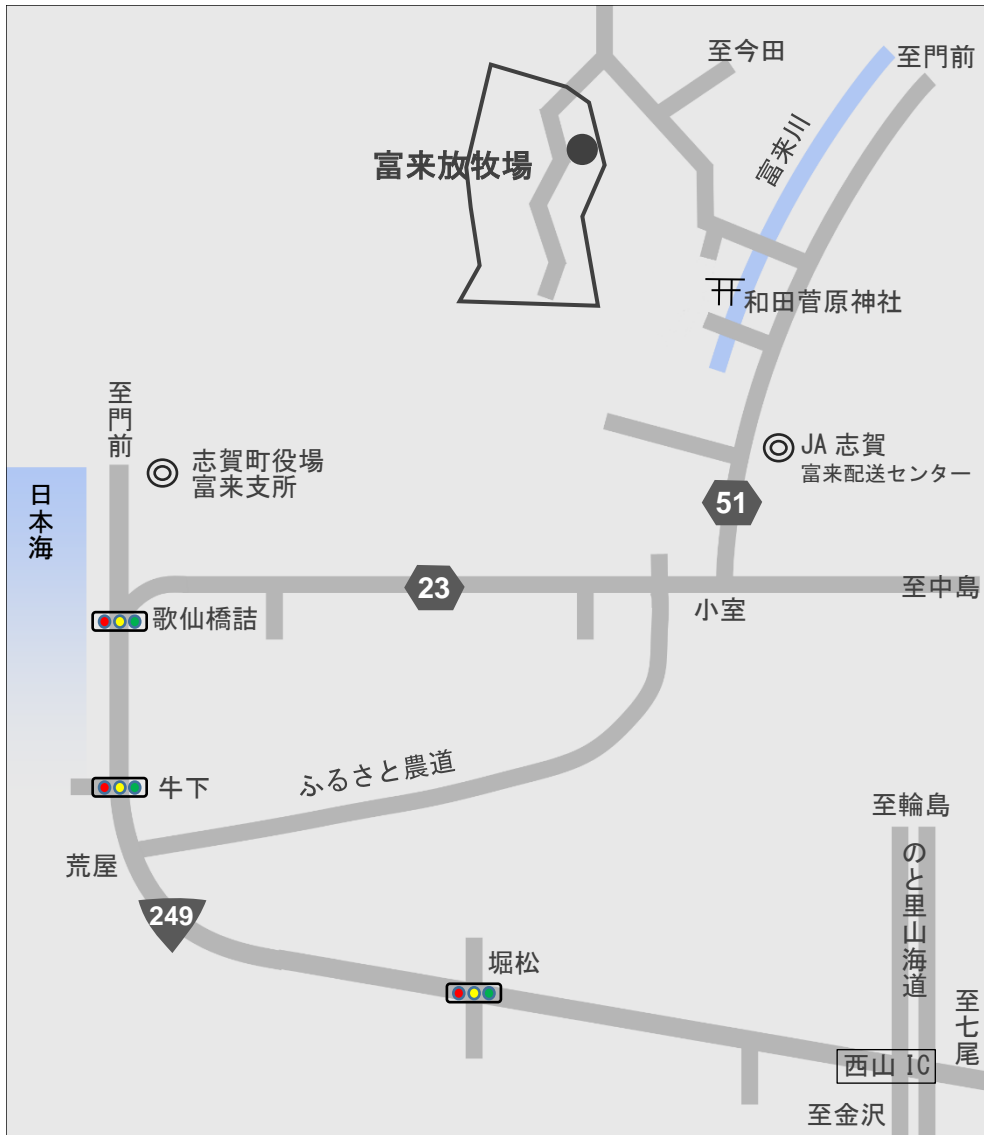 至今田
至門前
富来川
富来放牧場
和田菅原神社
至門前
志賀町役場
富来支所
JA 志賀
富来配送センター
日本海
51
23
至中島
小室
歌仙橋詰
ふるさと農道
牛下
荒屋
249
至輪島
のと里山海道
堀松
至七尾
西山 IC
至金沢